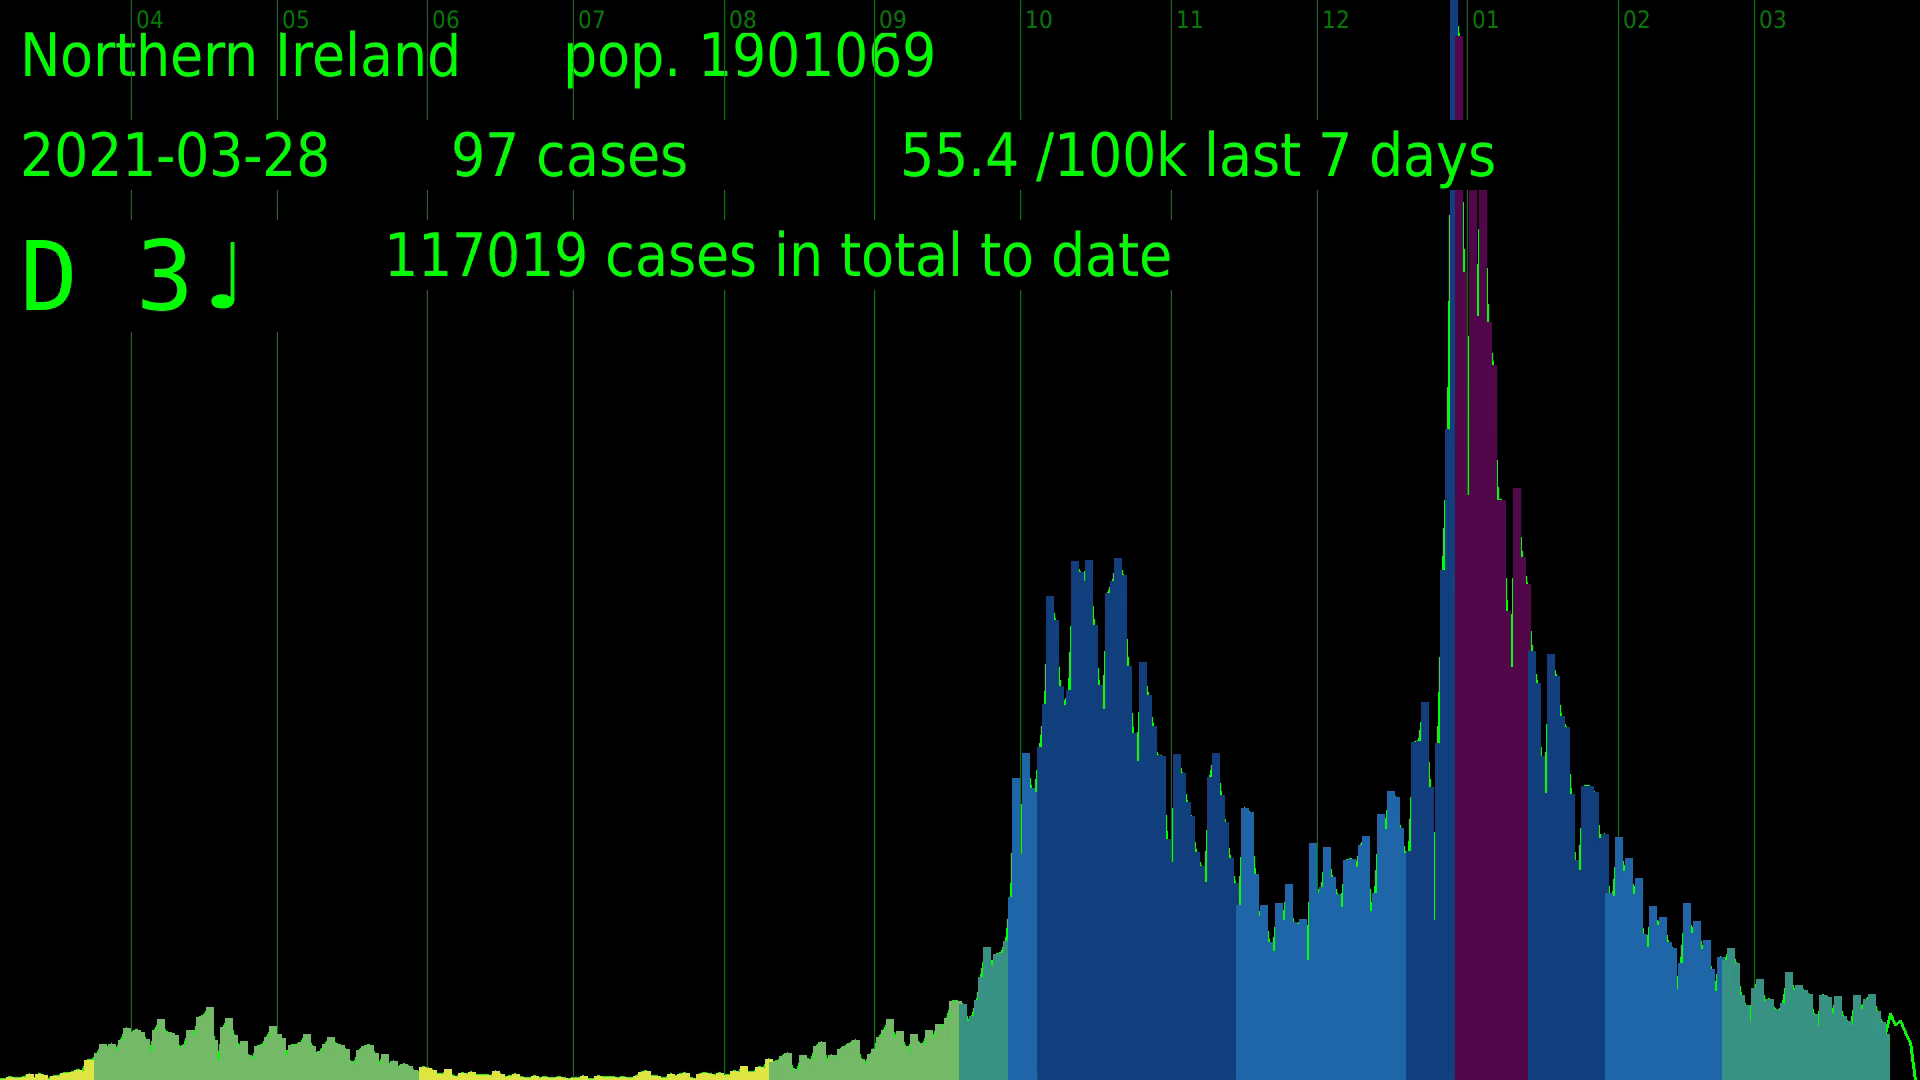 04 05 06 07 08 09 10 11 12 01 02 03
Northern Ireland pop. 1901069
2021-03-28 97 cases 55.4 /100k last 7 days
D 3♩ 117019 cases in total to date